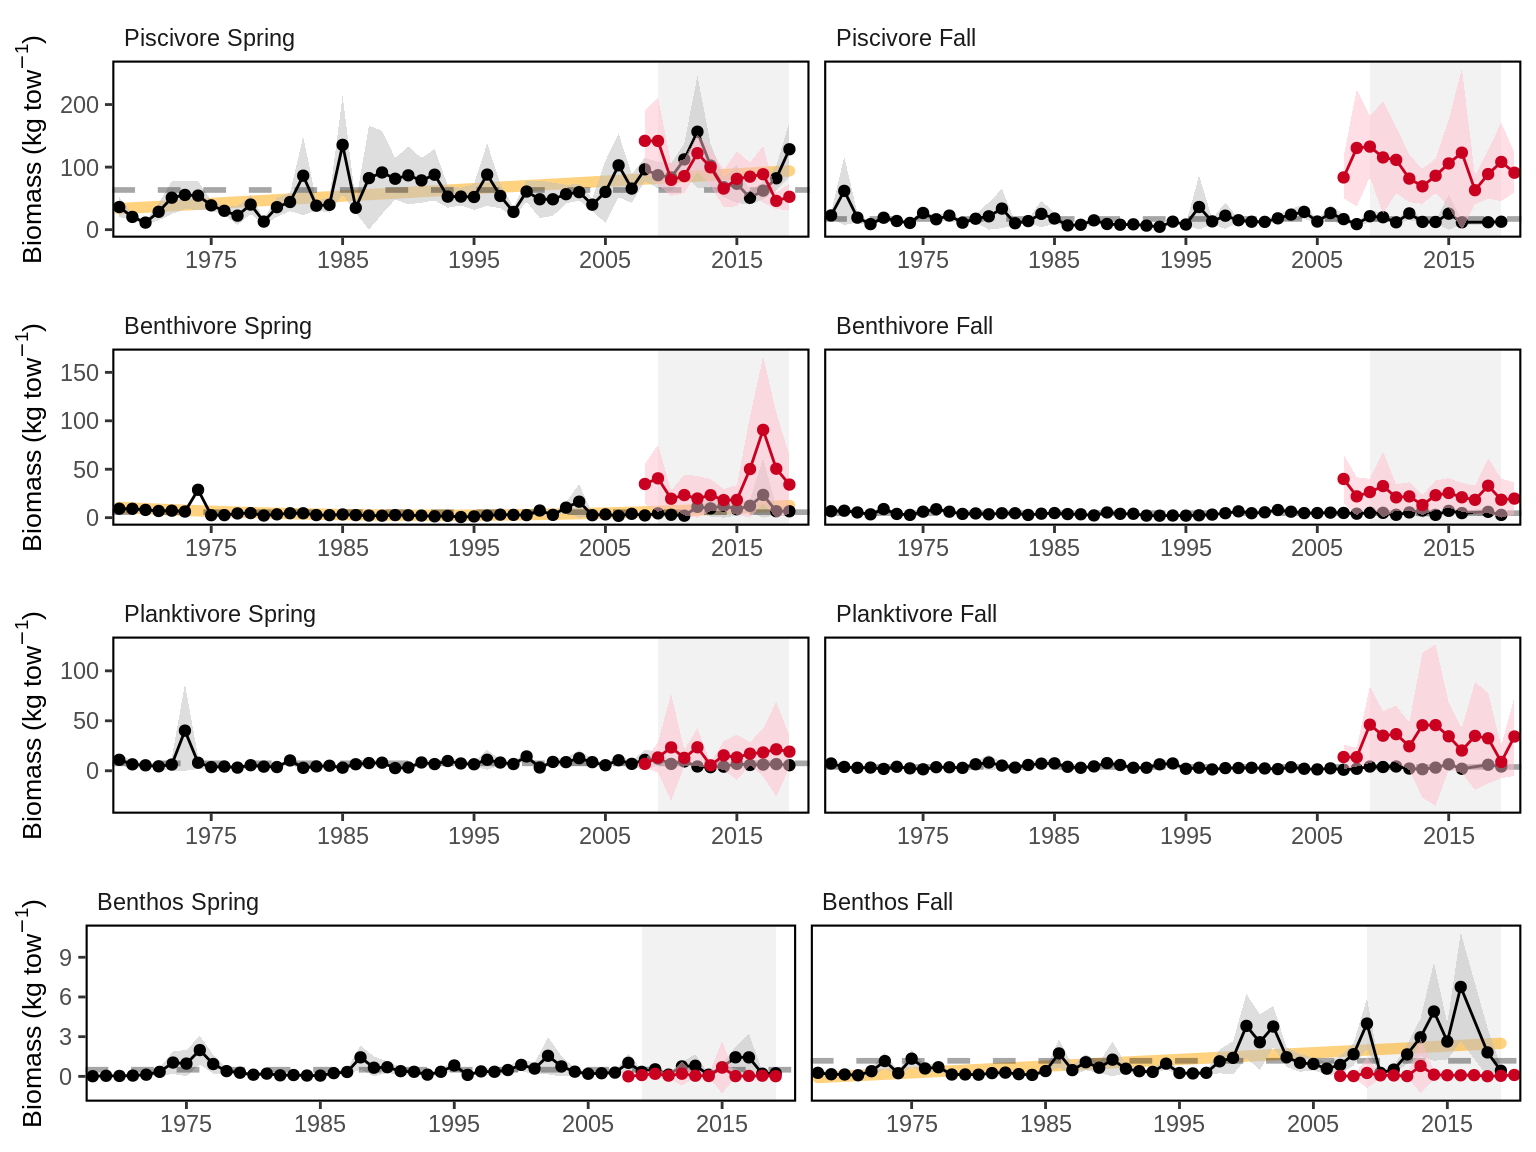 Piscivore Spring
Piscivore Fall
Biomass (kg tow−1)
200
100
0
1975 1985 1995 2005 2015
1975 1985 1995 2005 2015
Benthivore Spring
Benthivore Fall
Biomass (kg tow−1)
150
100
50
0
1975 1985 1995 2005 2015
1975 1985 1995 2005 2015
Planktivore Spring
Planktivore Fall
Biomass (kg tow−1)
100
50
0
1975 1985 1995 2005 2015
1975 1985 1995 2005 2015
Benthos Spring
Benthos Fall
Biomass (kg tow−1)
9
6
3
0
1975 1985 1995 2005 2015
1975 1985 1995 2005 2015